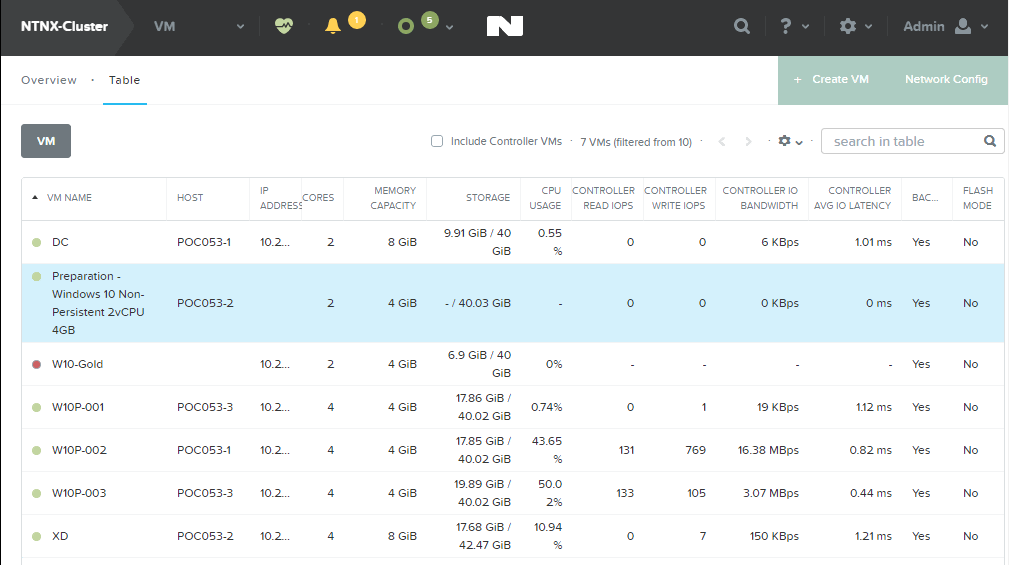 NTNX-Cluster VM 1 5 ? Admin
Overview · Table + Create VM Network Config
VM Include Controller VMs · 7 VMs (filtered from 10) · search in table
VM NAME HOST IP ADDRESS CORES MEMORY CAPACITY STORAGE CPU USAGE CONTROLLER READ IOPS CONTROLLER WRITE IOPS CONTROLLER IO BANDWIDTH CONTROLLER AVG IO LATENCY BAC... FLASH MODE
DC POC053-1 10.2... 2 8 GiB 9.91 GiB / 40 GiB 0.55 % 0 0 6 KBps 1.01 ms Yes No
Preparation - Windows 10 Non-Persistent 2vCPU 4GB POC053-2 2 4 GiB - / 40.03 GiB - 0 0 0 KBps 0 ms Yes No
W10-Gold 10.2... 2 4 GiB 6.9 GiB / 40 GiB 0% - - - - Yes No
W10P-001 POC053-3 10.2... 4 4 GiB 17.86 GiB / 40.02 GiB 0.74% 0 1 19 KBps 1.12 ms Yes No
W10P-002 POC053-1 10.2... 4 4 GiB 17.85 GiB / 40.02 GiB 43.65 % 131 769 16.38 MBps 0.82 ms Yes No
W10P-003 POC053-3 10.2... 4 4 GiB 19.89 GiB / 40.02 GiB 50.02% 133 105 3.07 MBps 0.44 ms Yes No
XD POC053-2 10.2... 4 8 GiB 17.68 GiB / 42.47 GiB 10.94 % 0 7 150 KBps 1.21 ms Yes No